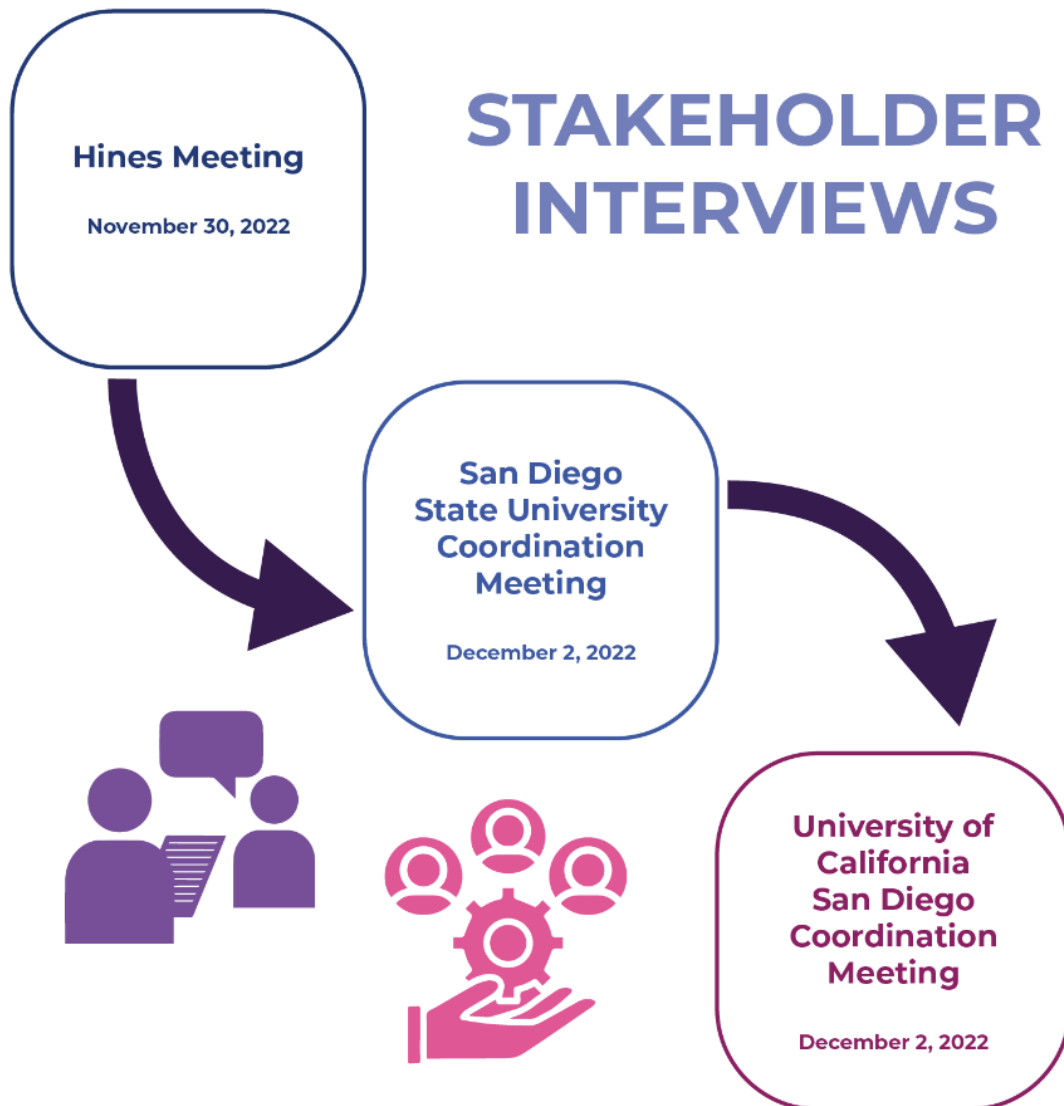 STAKEHOLDER
INTERVIEWS
Hines Meeting
November 30, 2022
San Diego
State University
Coordination
Meeting
December 2, 2022
University of
California
San Diego
Coordination
Meeting
December 2, 2022